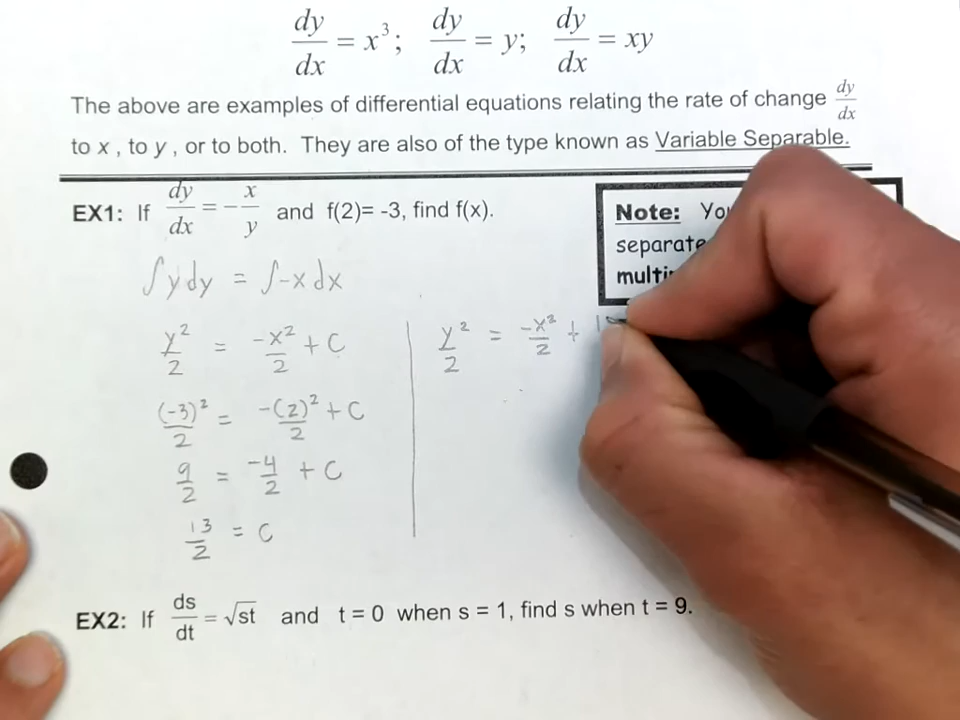 dy/dx = x³; dy/dx = y; dy/dx = xy
The above are examples of differential equations relating the rate of change dy/dx
to x , to y , or to both. They are also of the type known as Variable Separable.
EX1: If dy/dx = -x/y and f(2)= -3, find f(x).
Note:
separate
∫y dy = ∫-x dx
y²/2 = -x²/2 + C
(-3)²/2 = -(2)²/2 + C
9/2 = -4/2 + C
13/2 = C
y²/2 = -x²/2 +
EX2: If ds/dt = √st and t = 0 when s = 1, find s when t = 9.